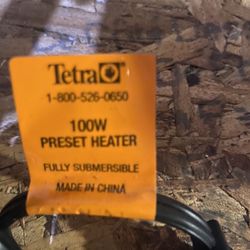 Tetra
1-800-526-0650
100W
PRESET HEATER
FULLY SUBMERSIBLE
MADE IN CHINA